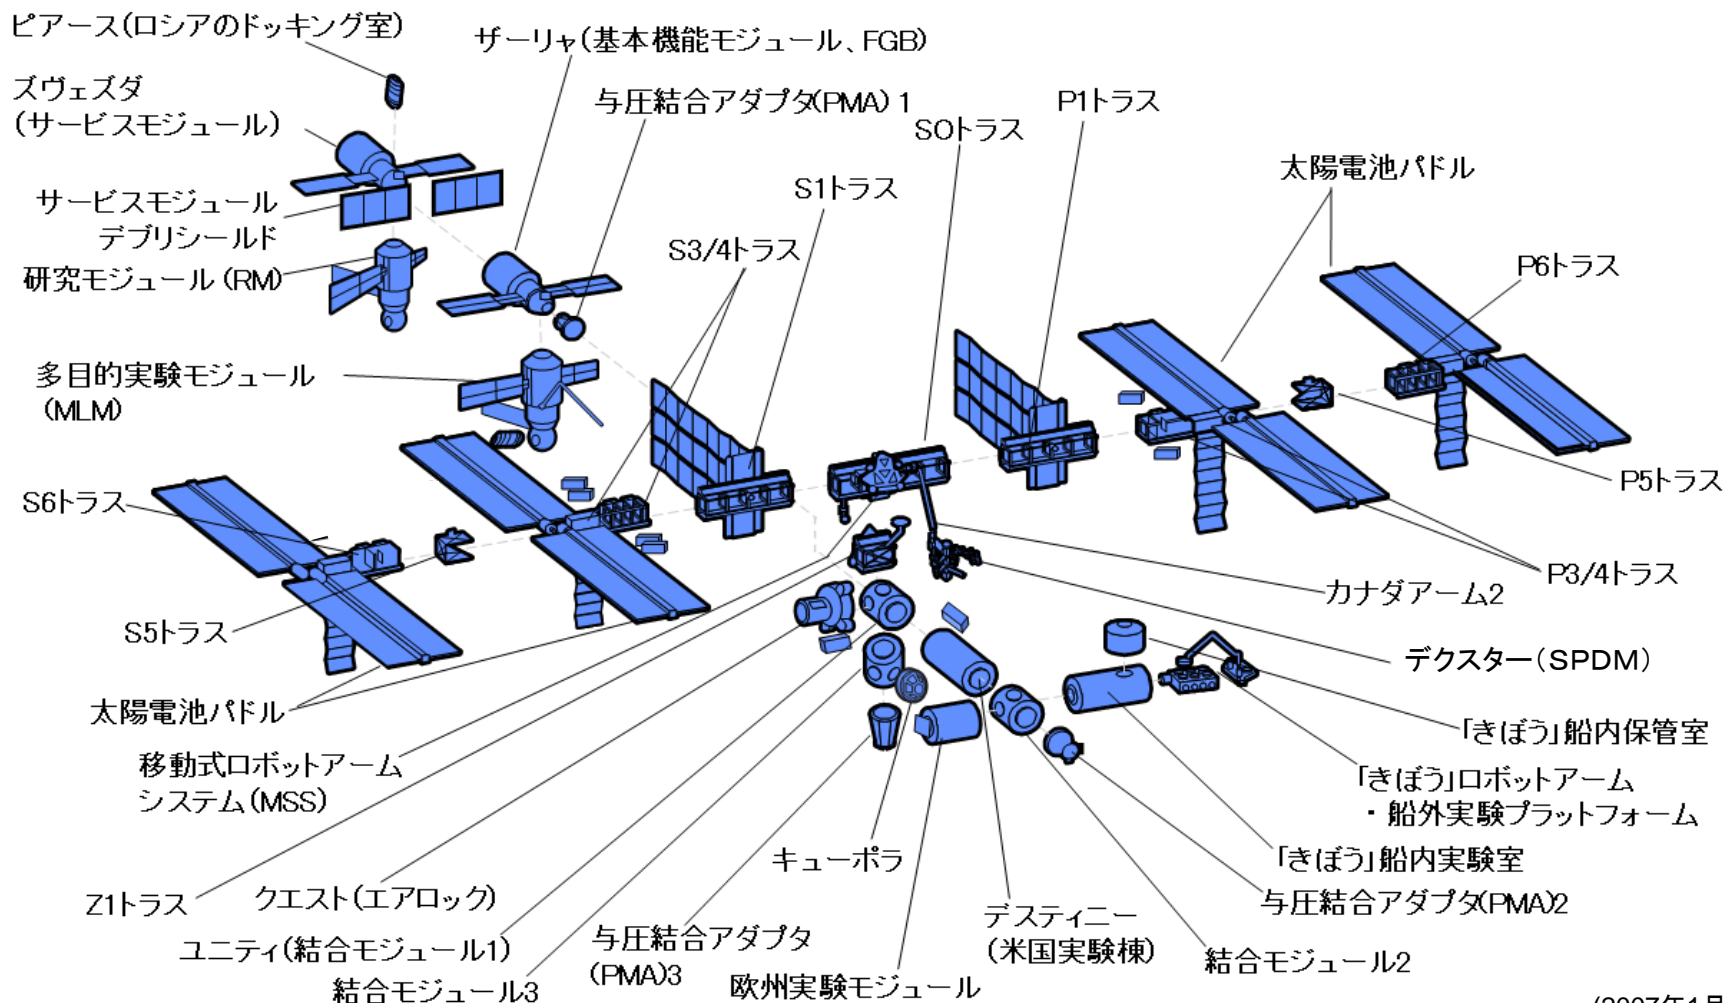 ピアース(ロシアのドッキング室)
ザーリャ(基本機能モジュール、FGB)
ズヴェズダ
(サービスモジュール)
与圧結合アダプタ(PMA) 1
P1トラス
S0トラス
太陽電池パドル
サービスモジュール
デブリシールド
S1トラス
S3/4トラス
研究モジュール(RM)
P6トラス
多目的実験モジュール
(MLM)
S6トラス
P5トラス
P3/4トラス
カナダアーム2
S5トラス
デクスター(SPDM)
太陽電池パドル
「きぼう」船内保管室
移動式ロボットアーム
システム(MSS)
「きぼう」ロボットアーム
・船外実験プラットフォーム
キューポラ
「きぼう」船内実験室
Z1トラス
クエスト(エアロック)
与圧結合アダプタ(PMA)2
デスティニー
(米国実験棟)
ユニティ(結合モジュール1)
与圧結合アダプタ
(PMA)3
結合モジュール2
結合モジュール3
欧州実験モジュール